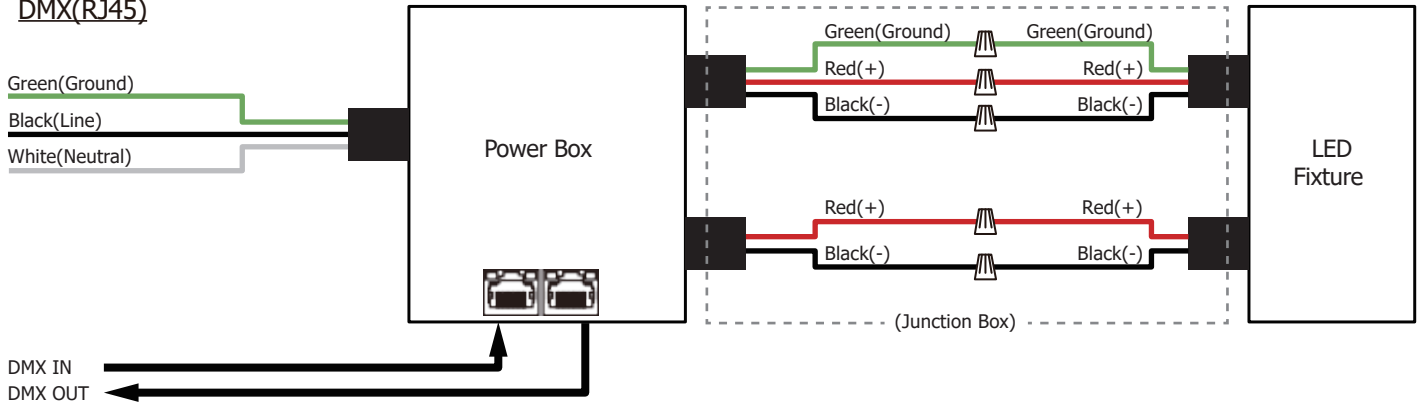 DMX(RJ45)
Green(Ground)
Black(Line)
White(Neutral)
Power Box
Green(Ground) Green(Ground)
Red(+) Red(+)
Black(-) Black(-)
Red(+) Red(+)
Black(-) Black(-)
(Junction Box)
LED
Fixture
DMX IN
DMX OUT